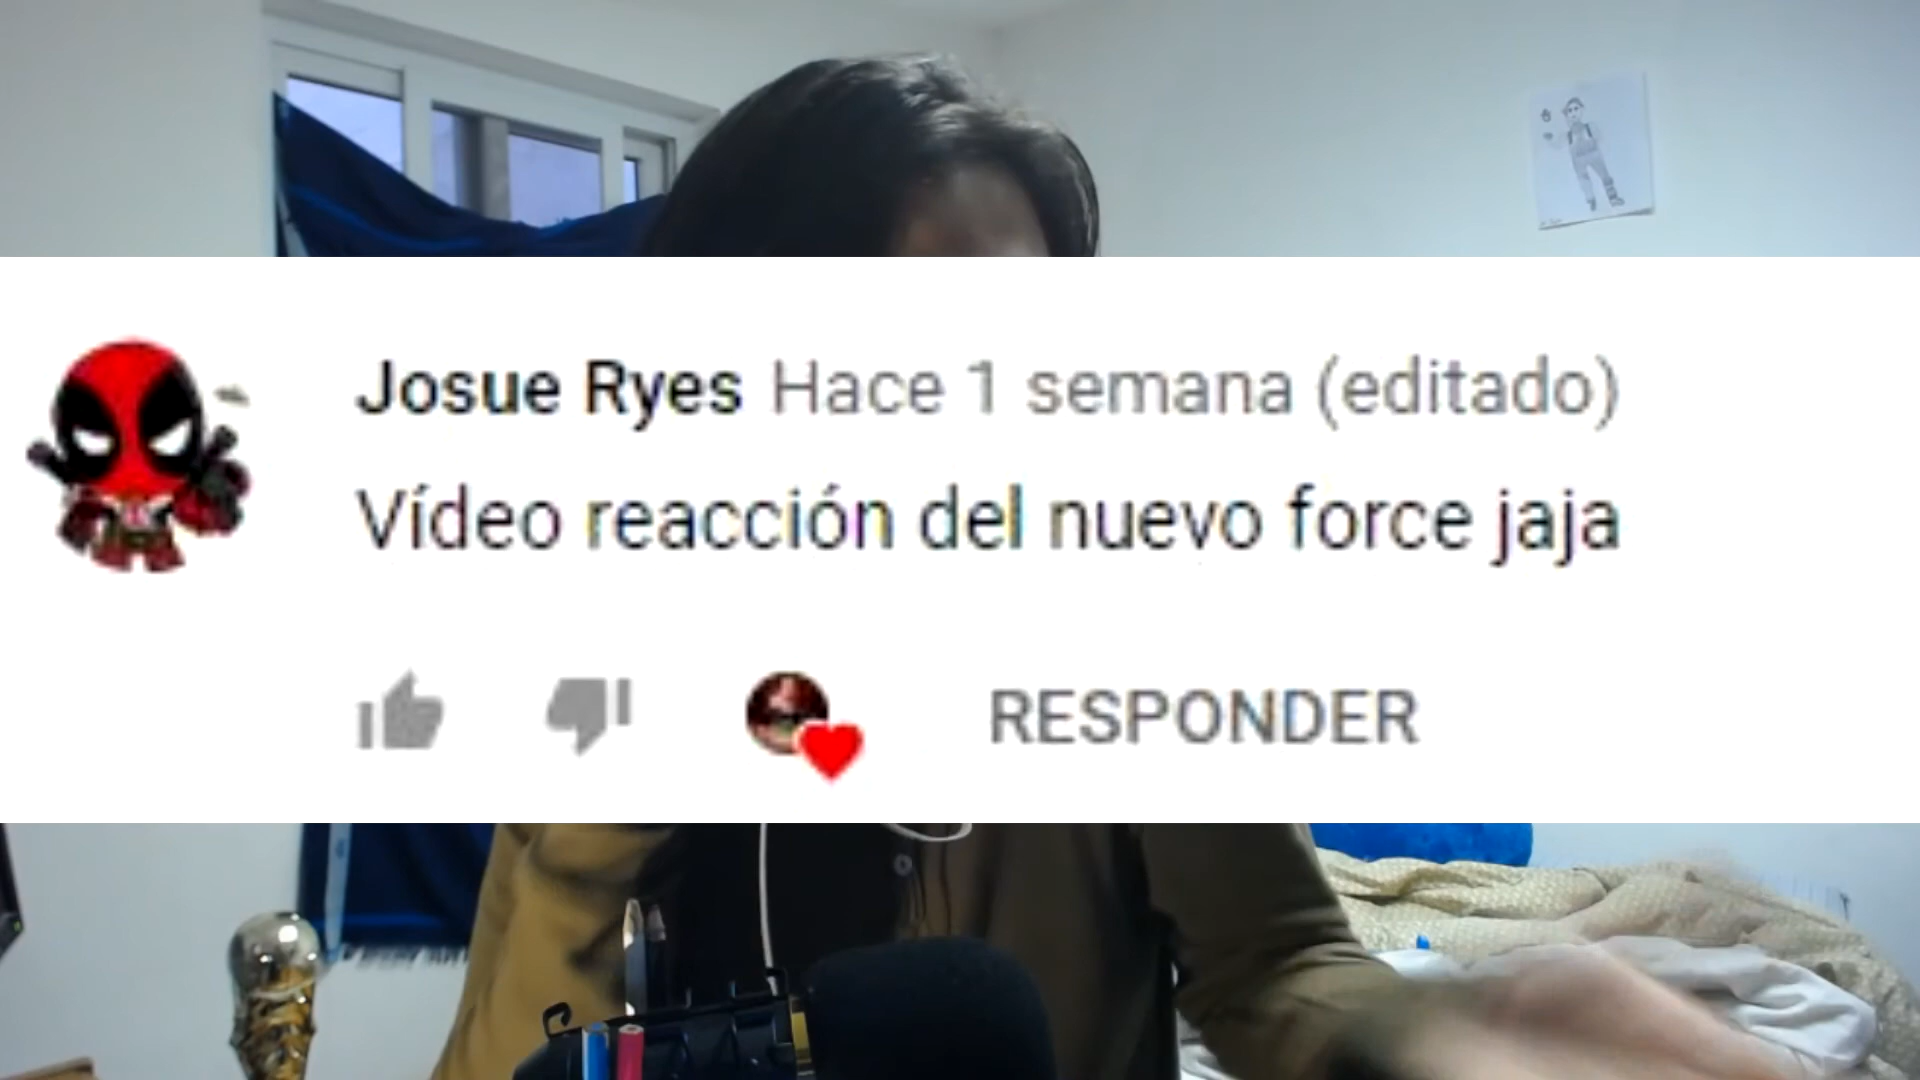 Josue Ryes Hace 1 semana (editado)
Vídeo reacción del nuevo force jaja
RESPONDER